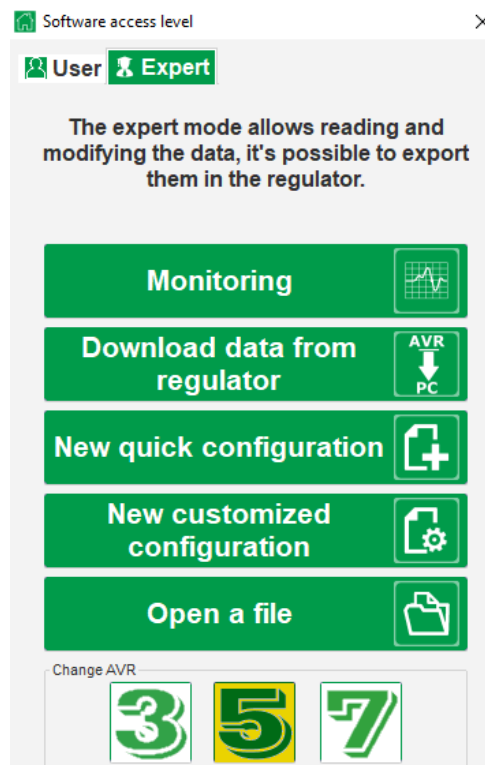 Software access level
User Expert
The expert mode allows reading and
modifying the data, it's possible to export
them in the regulator.
Monitoring
Download data from
regulator
AVR
PC
New quick configuration
New customized
configuration
Open a file
Change AVR
3 5 7